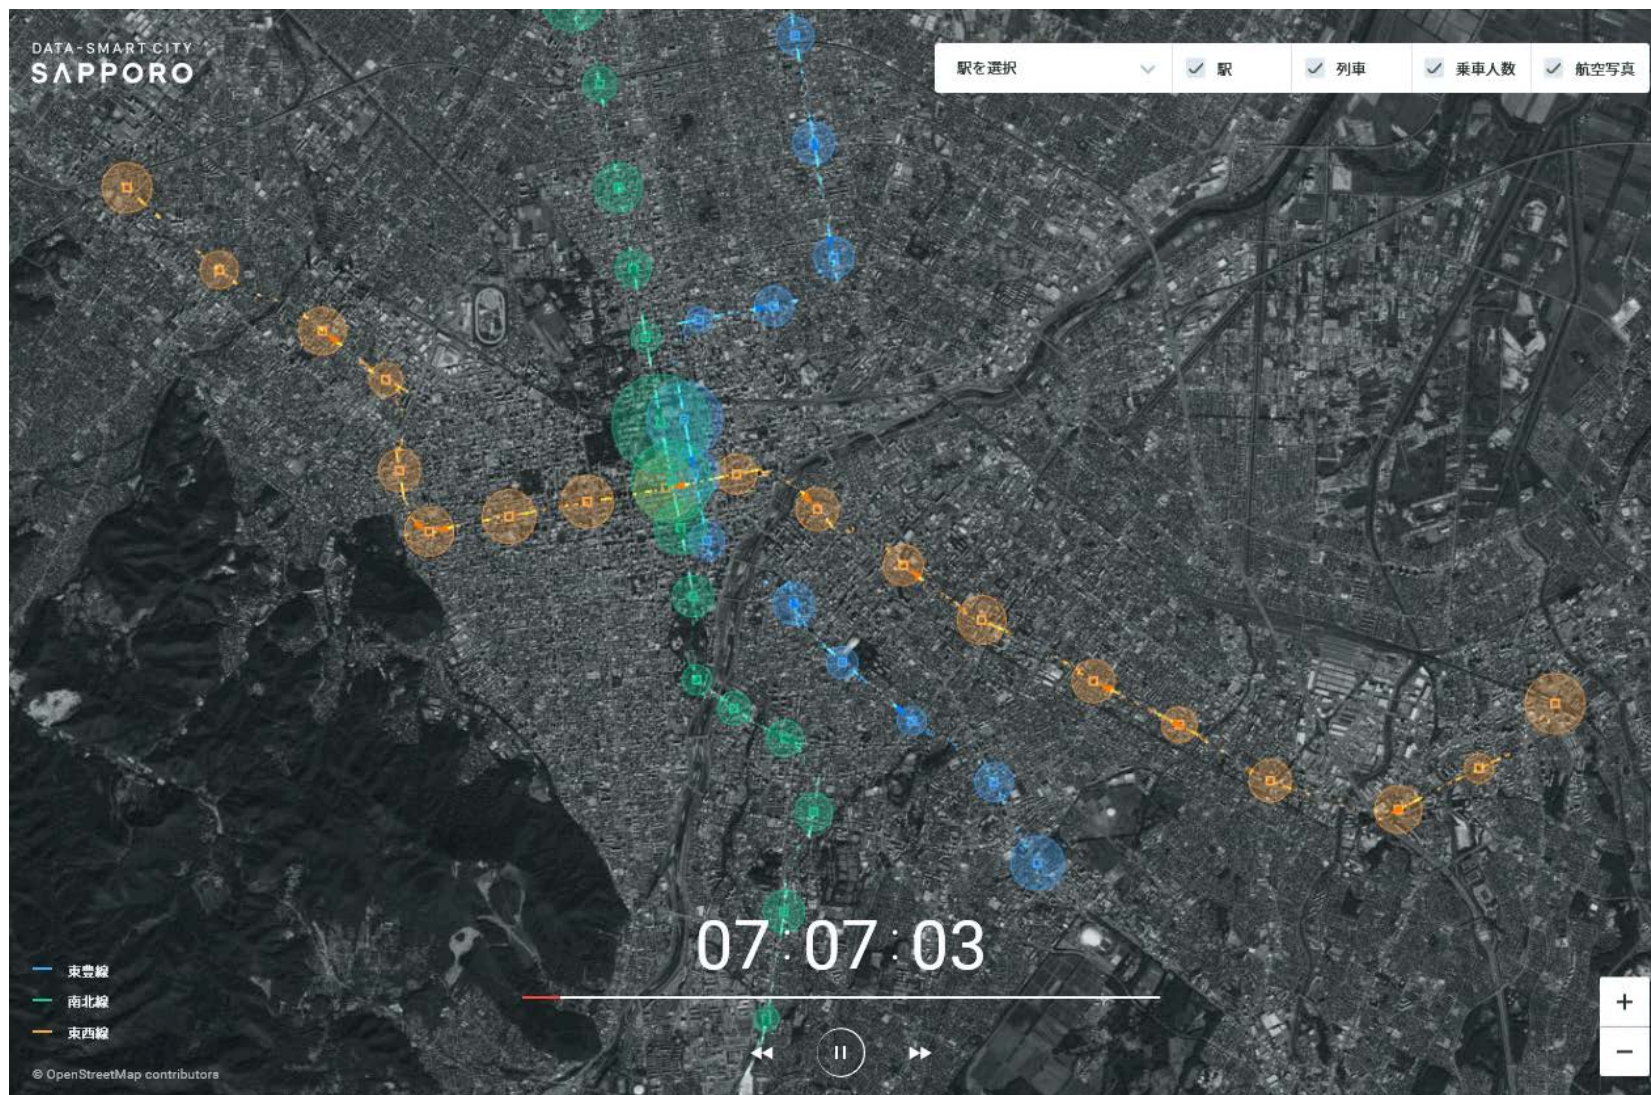 DATA-SMART CITY
SAPPORO
駅を選択
駅
列車
乗車人数
航空写真
07:07:03
東豊線
南北線
東西線
© OpenStreetMap contributors